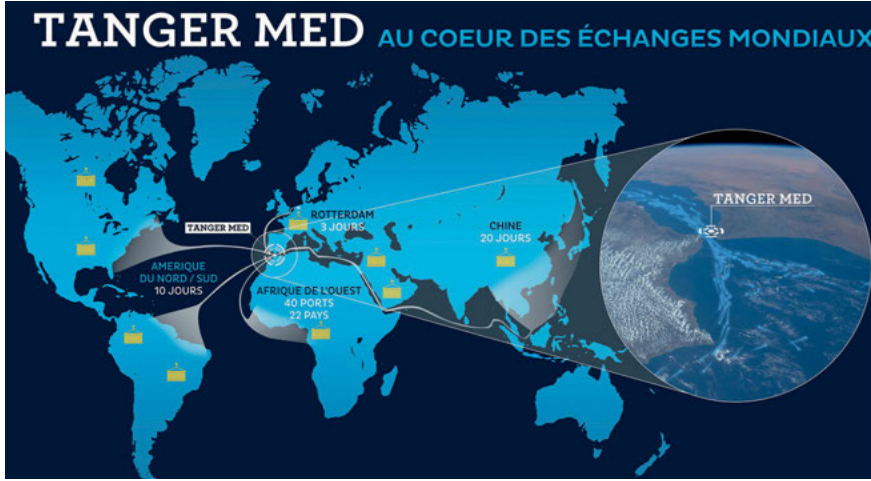 TANGER MED AU COEUR DES ÉCHANGES MONDIAUX
TANGER MED
ROTTERDAM
3 JOURS
CHINE
20 JOURS
AMERIQUE
DU NORD / SUD
10 JOURS
AFRIQUE DE L'OUEST
40 PORTS
22 PAYS
TANGER MED